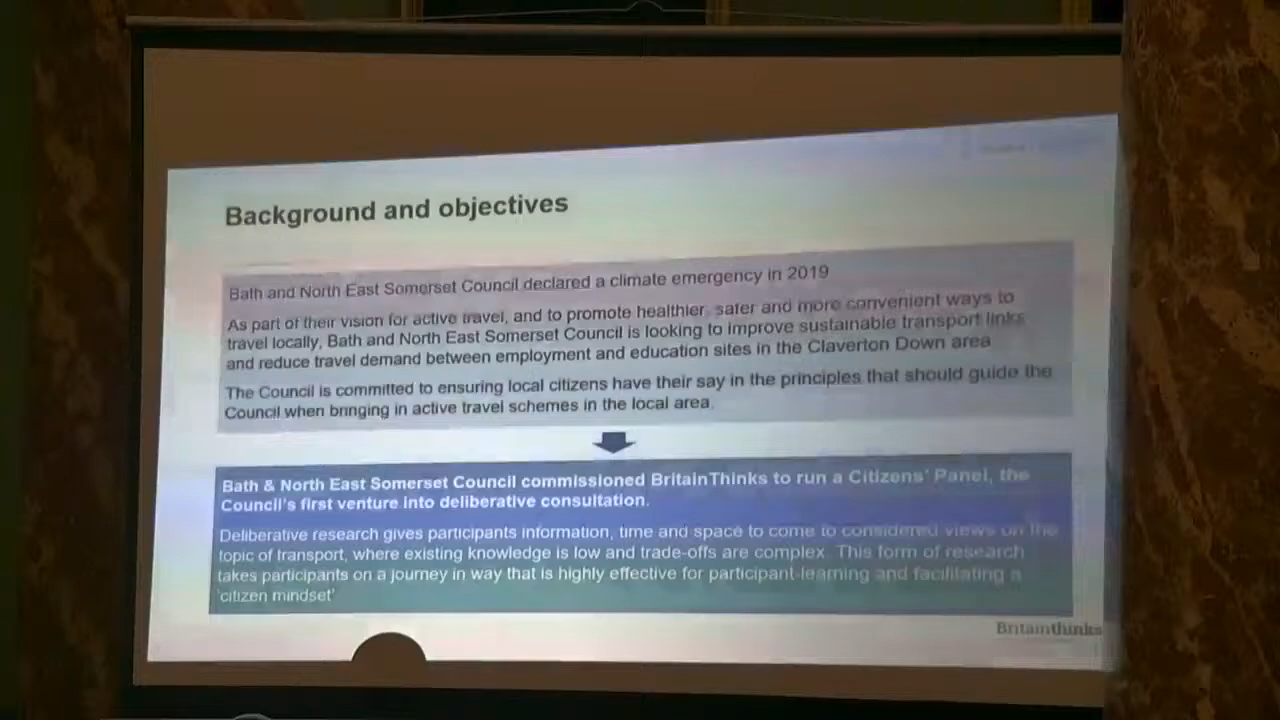 Background and objectives
Bath and North East Somerset Council declared a climate emergency in 2019
As part of their vision for active travel, and to promote healthier, safer and more convenient ways to
travel locally, Bath and North East Somerset Council is looking to improve sustainable transport links
and reduce travel demand between employment and education sites in the Claverton Down area
The Council is committed to ensuring local citizens have their say in the principles that should guide the
Council when bringing in active travel schemes in the local area.
Bath & North East Somerset Council commissioned BritainThinks to run a Citizens' Panel, the
Council's first venture into deliberative consultation.
Deliberative research gives participants information, time and space to come to considered views on the
topic of transport, where existing knowledge is low and trade-offs are complex. This form of research
takes participants on a journey in way that is highly effective for participant-learning and facilitating a
'citizen mindset'
Britainthinks